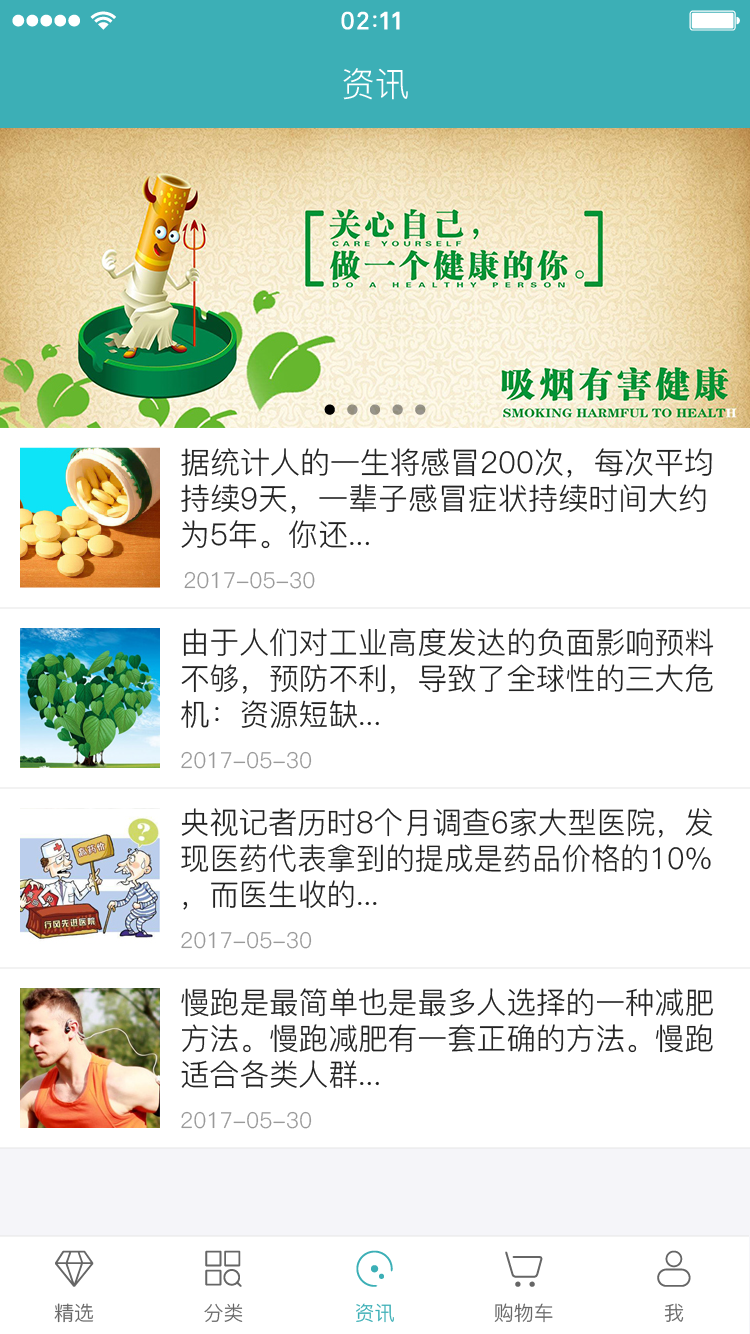 02:11
资讯
关心自己，
CARE YOURSELF
做一个健康的你。
DO A HEALTHY PERSON
吸烟有害健康
SMOKING HARMFUL TO HEALTH
据统计人的一生将感冒200次，每次平均
持续9天，一辈子感冒症状持续时间大约
为5年。你还...
2017-05-30
由于人们对工业高度发达的负面影响预料
不够，预防不利，导致了全球性的三大危
机：资源短缺...
2017-05-30
?
行风先进医院
央视记者历时8个月调查6家大型医院，发
现医药代表拿到的提成是药品价格的10%
，而医生收的...
2017-05-30
慢跑是最简单也是最多人选择的一种减肥
方法。慢跑减肥有一套正确的方法。慢跑
适合各类人群...
2017-05-30
精选
分类
资讯
购物车
我